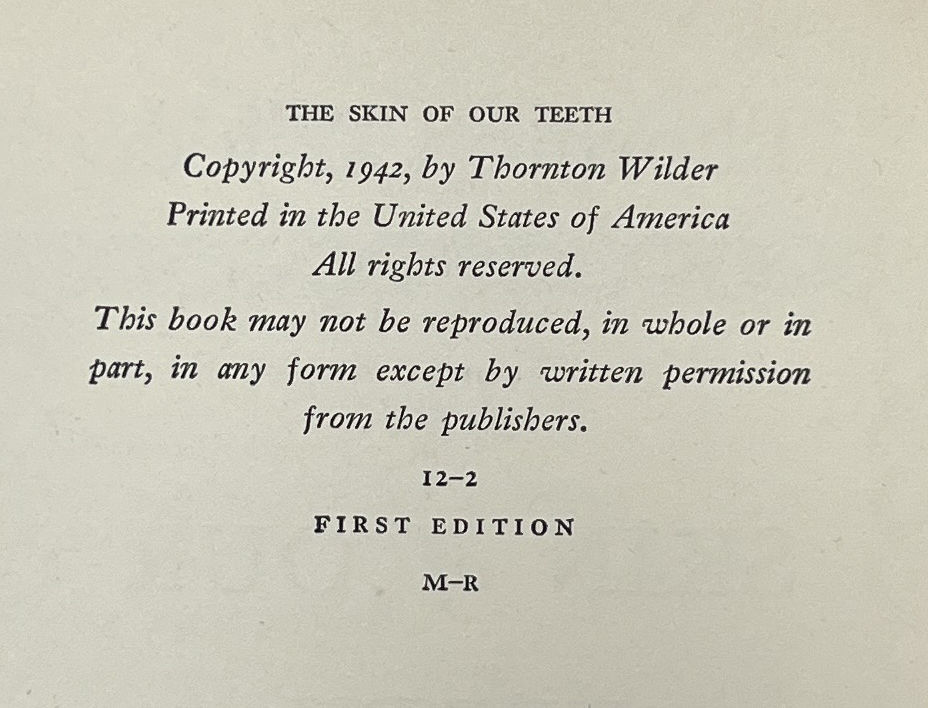 THE SKIN OF OUR TEETH
Copyright, 1942, by Thornton Wilder
Printed in the United States of America
All rights reserved.
This book may not be reproduced, in whole or in
part, in any form except by written permission
from the publishers.
12–2
FIRST EDITION
M–R